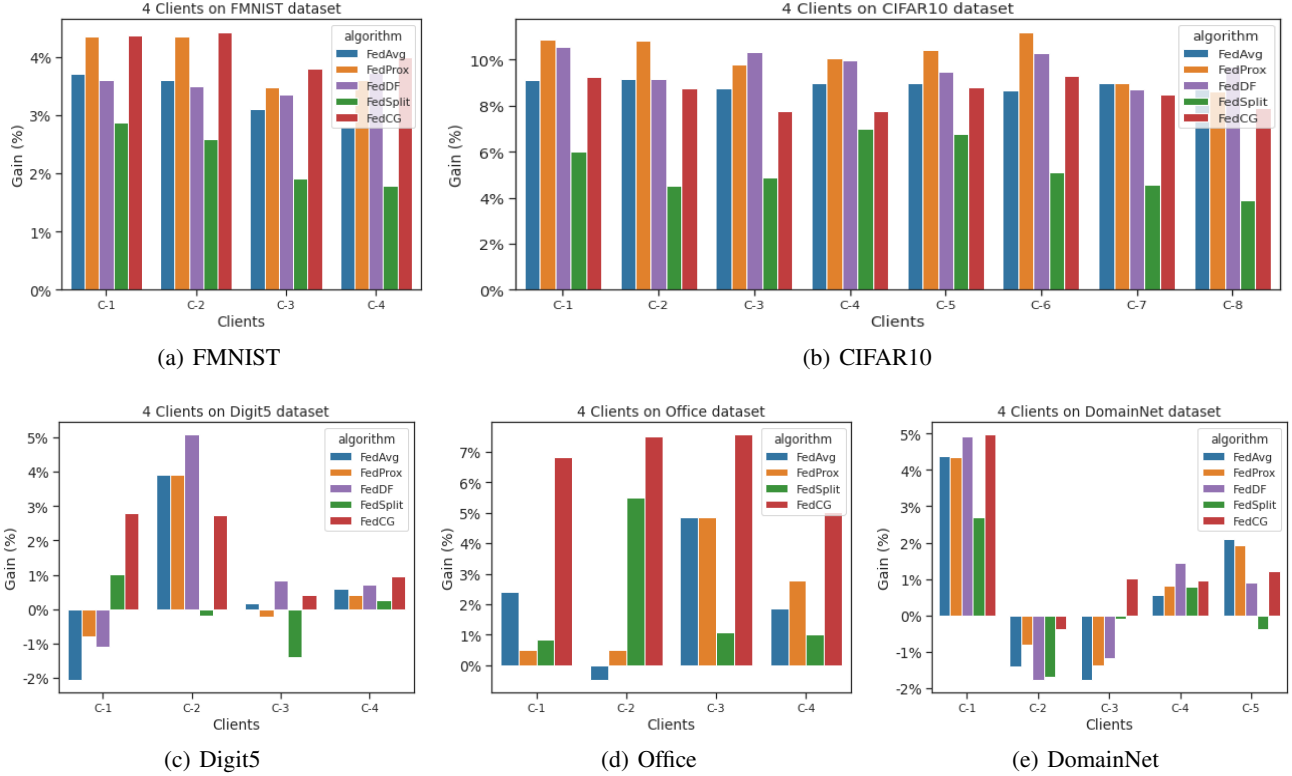 4 Clients on FMNIST dataset
4%
3%
2%
1%
0%
Gain (%)
algorithm
FedAvg
FedProx
FedDF
FedSplit
FedCG
C-1 C-2 C-3 C-4
Clients
(a) FMNIST
4 Clients on CIFAR10 dataset
10%
8%
6%
4%
2%
0%
Gain (%)
algorithm
FedAvg
FedProx
FedDF
FedSplit
FedCG
C-1 C-2 C-3 C-4 C-5 C-6 C-7 C-8
Clients
(b) CIFAR10
4 Clients on Digit5 dataset
5%
4%
3%
2%
1%
0%
-1%
-2%
Gain (%)
algorithm
FedAvg
FedProx
FedDF
FedSplit
FedCG
C-1 C-2 C-3 C-4
Clients
(c) Digit5
4 Clients on Office dataset
7%
6%
5%
4%
3%
2%
1%
0%
Gain (%)
algorithm
FedAvg
FedProx
FedSplit
FedCG
C-1 C-2 C-3 C-4
Clients
(d) Office
4 Clients on DomainNet dataset
5%
4%
3%
2%
1%
0%
-1%
-2%
Gain (%)
algorithm
FedAvg
FedProx
FedDF
FedSplit
FedCG
C-1 C-2 C-3 C-4 C-5
Clients
(e) DomainNet